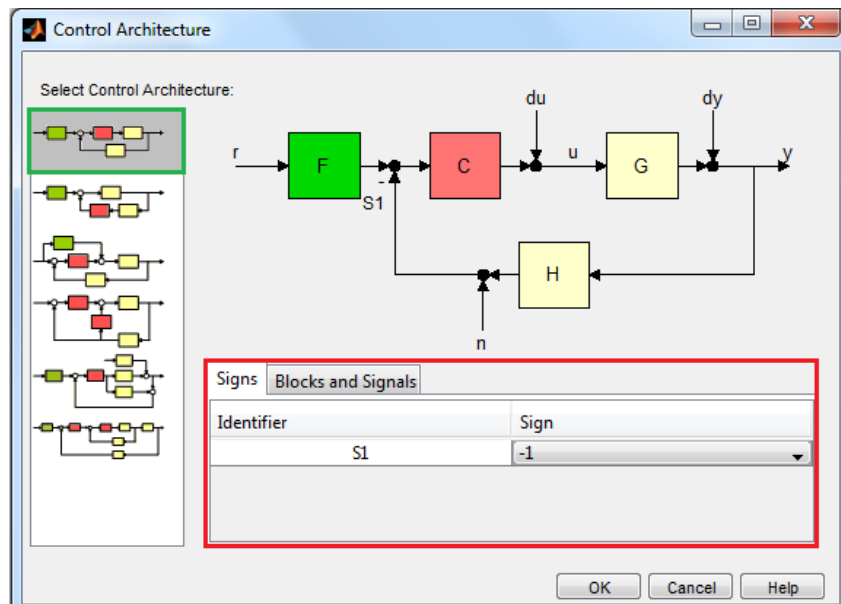 Control Architecture
Select Control Architecture:
du
dy
r
F
C
u
G
y
-
S1
H
n
Signs
Blocks and Signals
Identifier
Sign
S1
-1
OK
Cancel
Help